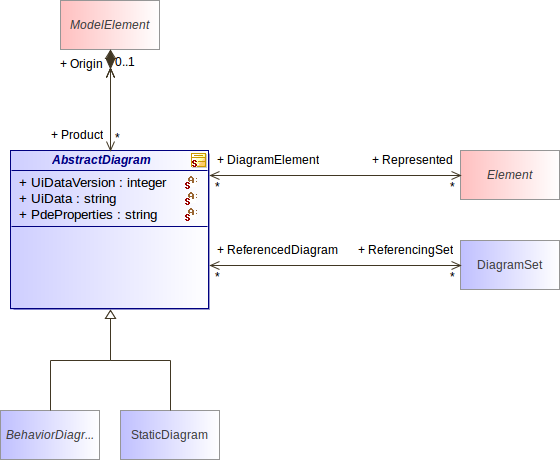 ModelElement
+ Origin 0..1
+ Product *
AbstractDiagram
+ UiDataVersion : integer
+ UiData : string
+ PdeProperties : string
+ DiagramElement + Represented
* *
Element
+ ReferencedDiagram + ReferencingSet
* *
DiagramSet
BehaviorDiagr... StaticDiagram